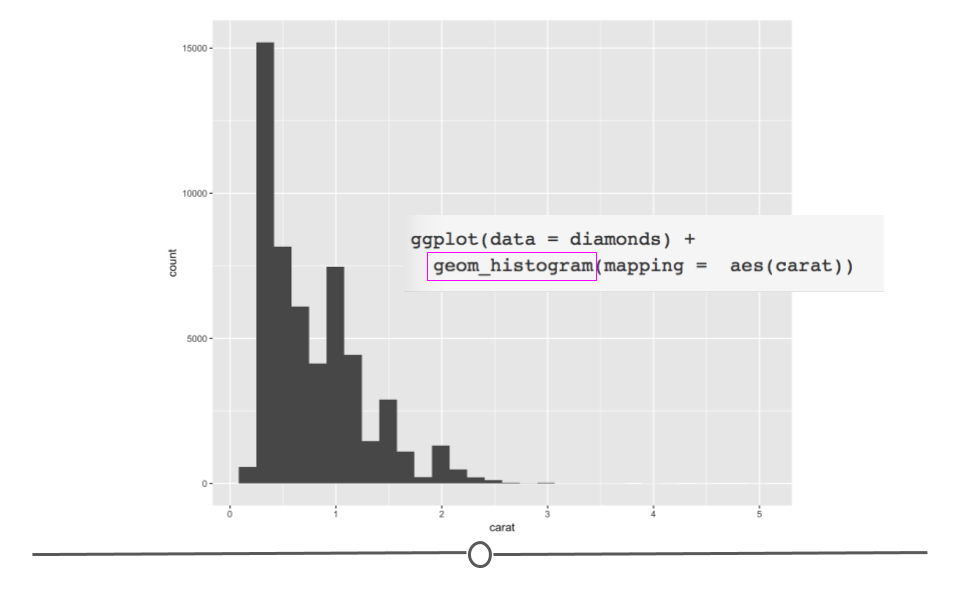 15000
10000
count
ggplot(data = diamonds) +
geom_histogram(mapping =  aes(carat))
5000
0
0 1 2 3 4 5
carat